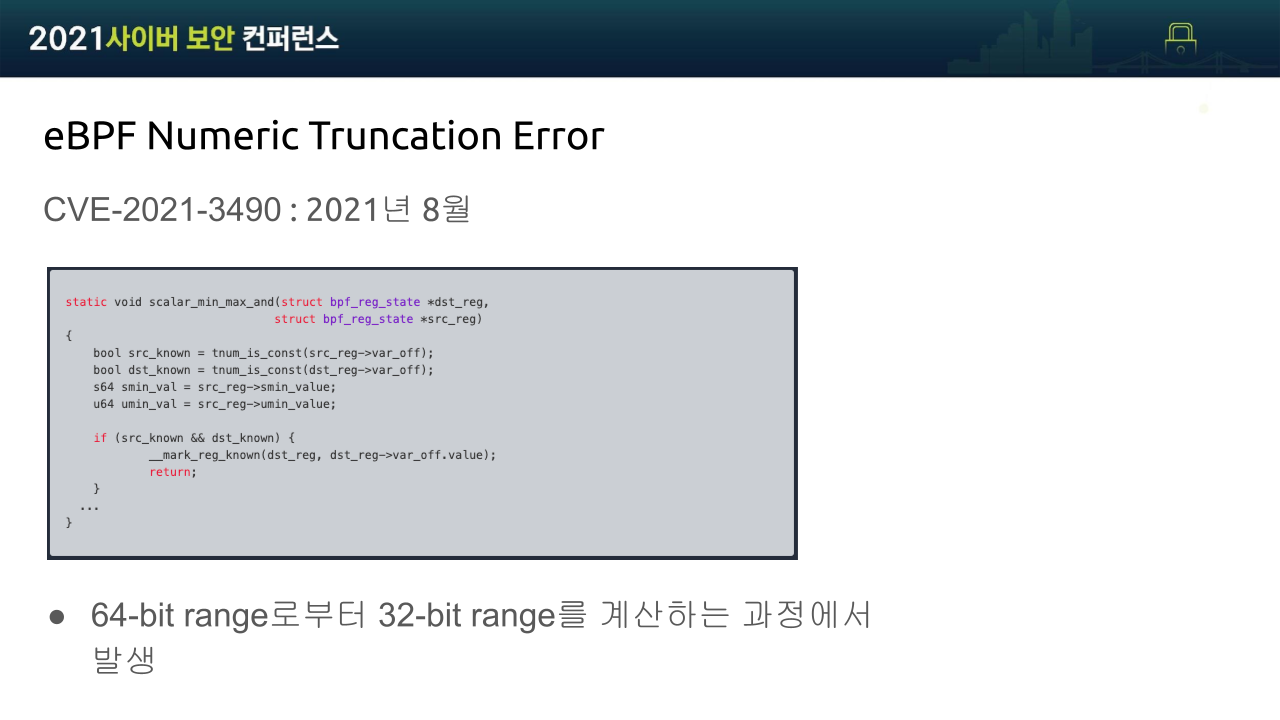 2021사이버 보안 컨퍼런스
eBPF Numeric Truncation Error
CVE-2021-3490 : 2021년 8월
static void scalar_min_max_and(struct bpf_reg_state *dst_reg,
                              struct bpf_reg_state *src_reg)
{
    bool src_known = tnum_is_const(src_reg->var_off);
    bool dst_known = tnum_is_const(dst_reg->var_off);
    s64 smin_val = src_reg->smin_value;
    u64 umin_val = src_reg->umin_value;

    if (src_known && dst_known) {
            __mark_reg_known(dst_reg, dst_reg->var_off.value);
            return;
    }
  ...
}
● 64-bit range로부터 32-bit range를 계산하는 과정에서
발생